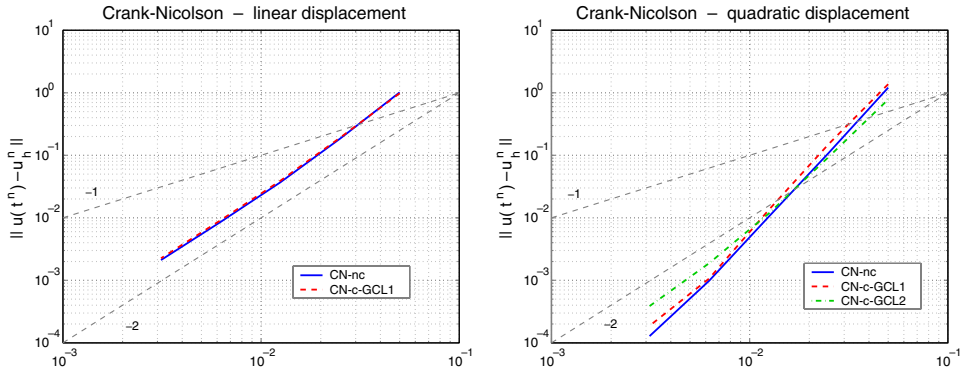 Crank-Nicolson – linear displacement
|| u( t^n ) –u_h^n ||
10^1
10^0
10^-1
10^-2
10^-3
10^-4
–1
–2
CN-nc
CN-c-GCL1
10^-3
10^-2
10^-1
Crank-Nicolson – quadratic displacement
|| u( t^n ) –u_h^n ||
10^1
10^0
10^-1
10^-2
10^-3
10^-4
–1
–2
CN-nc
CN-c-GCL1
CN-c-GCL2
10^-3
10^-2
10^-1